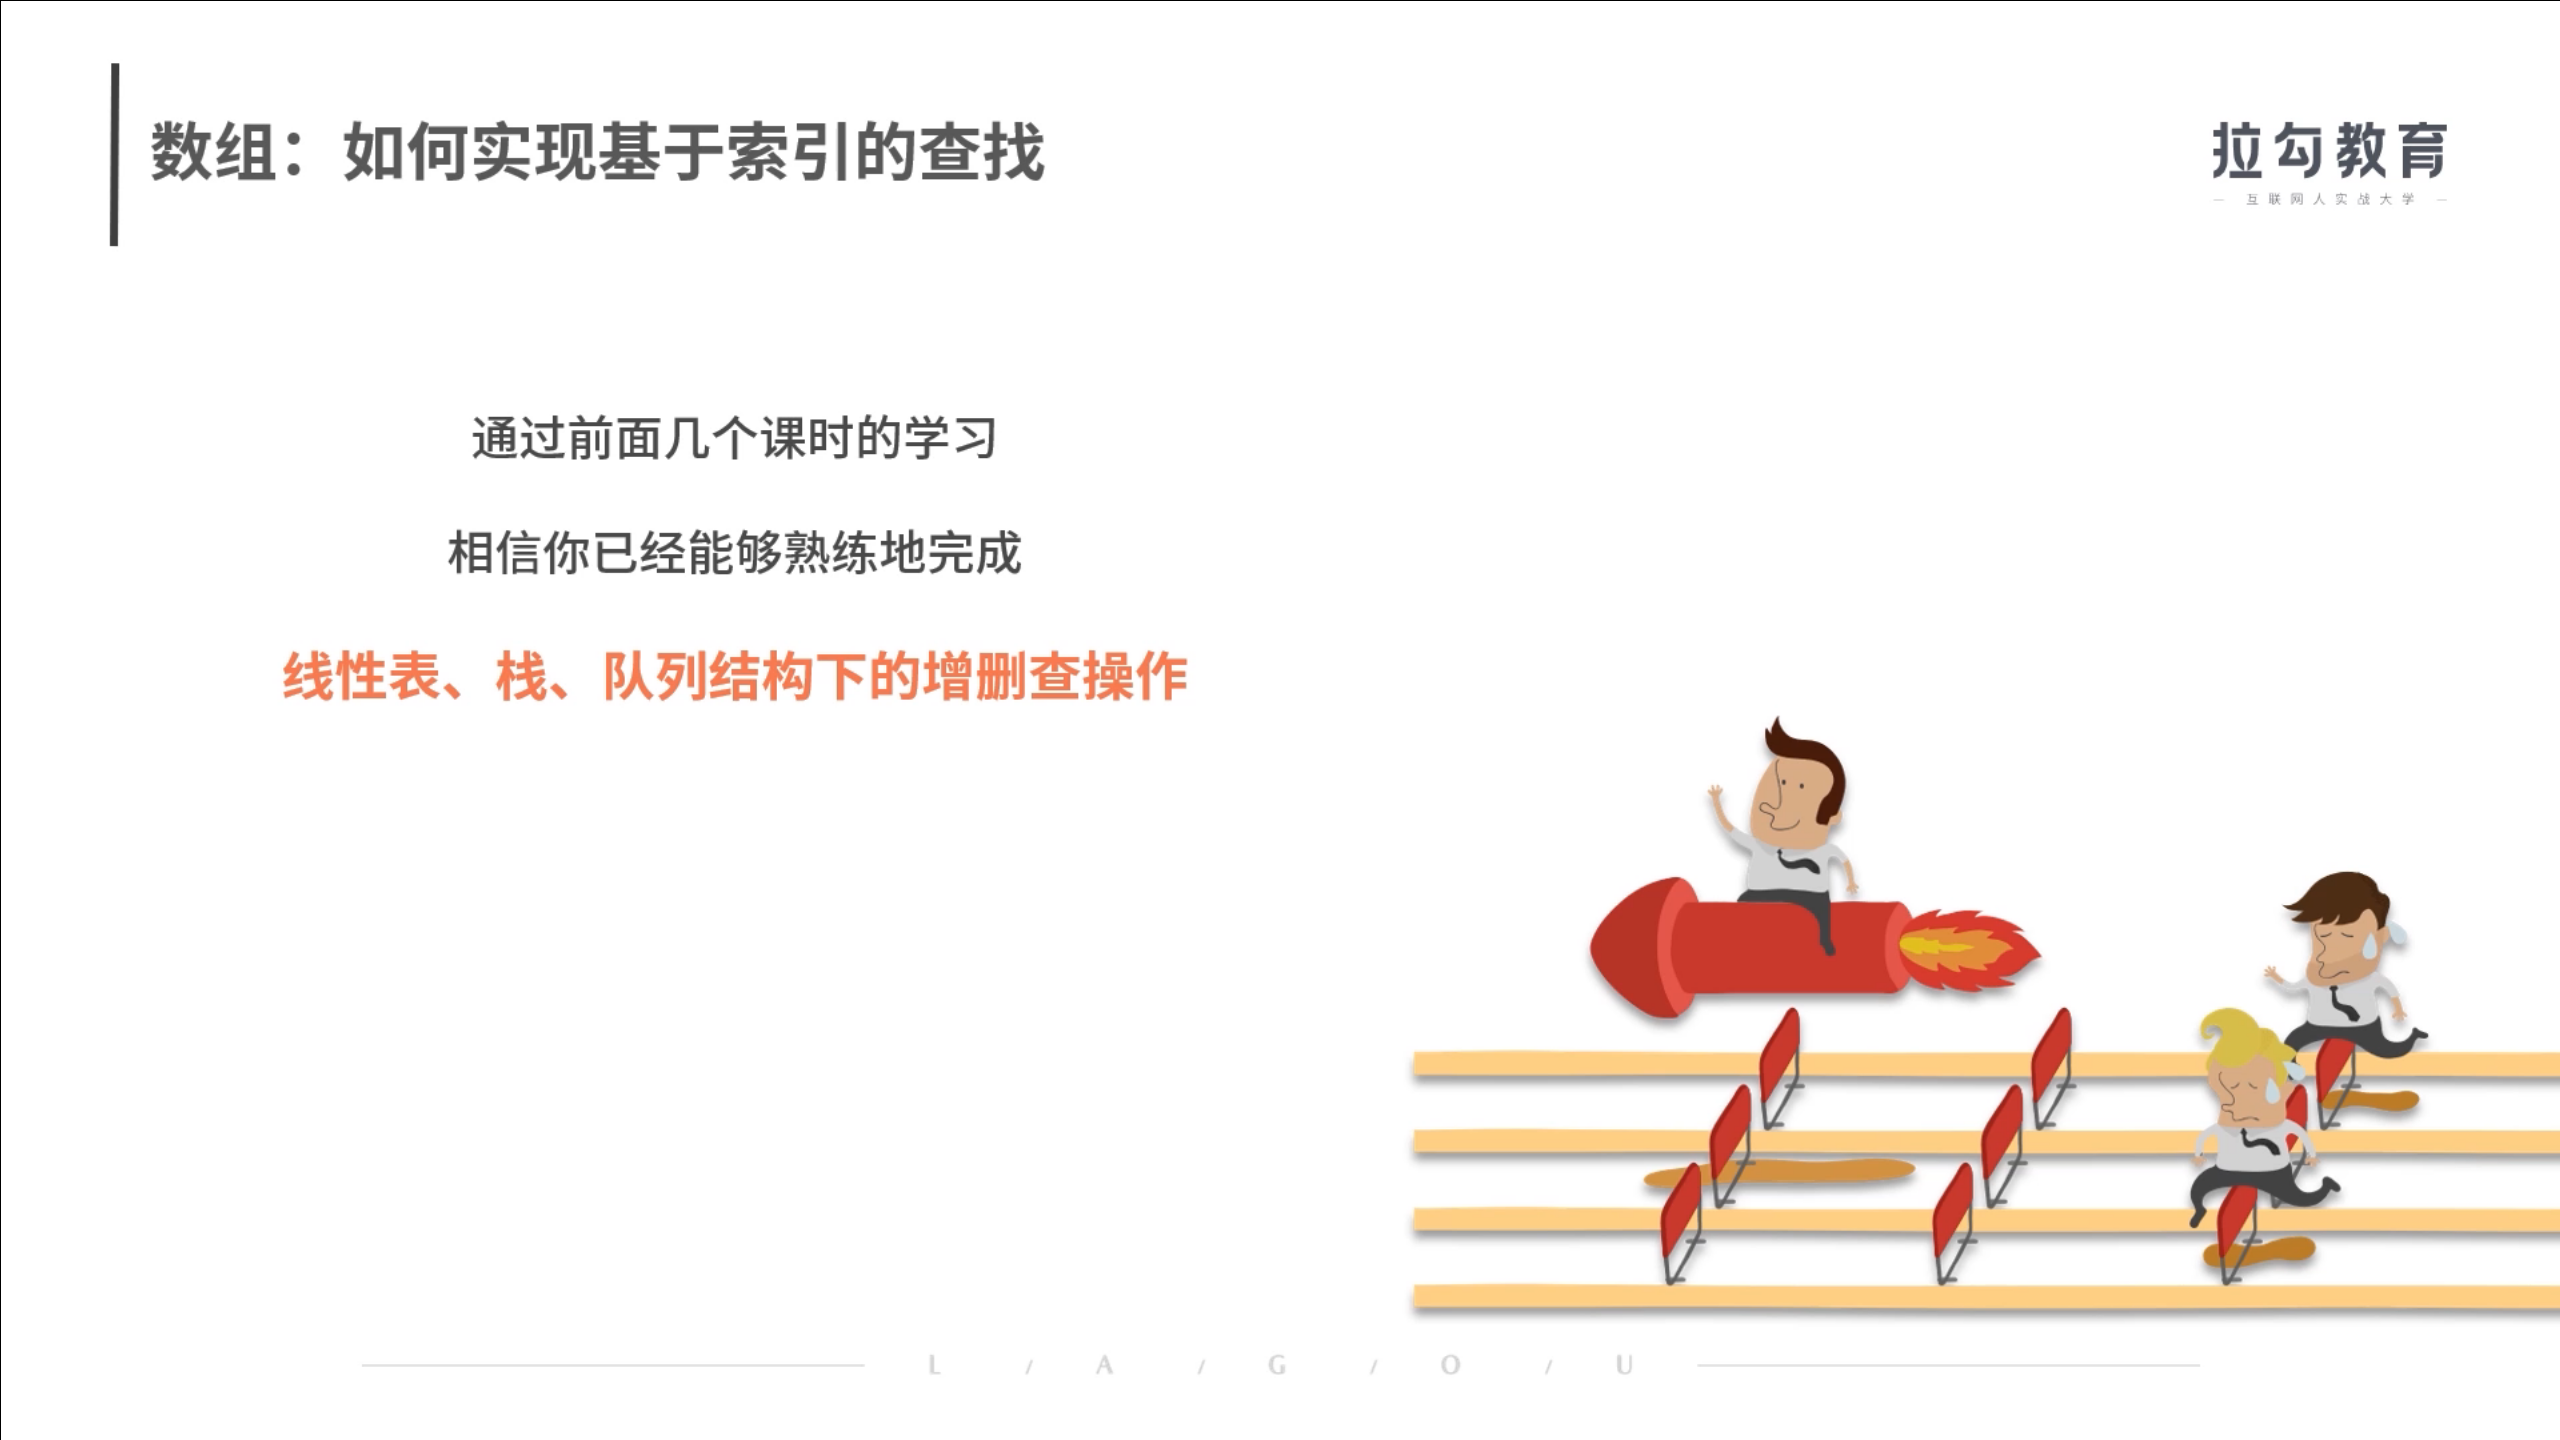 数组：如何实现基于索引的查找
拉勾教育
— 互联网人实战大学 —
通过前面几个课时的学习
相信你已经能够熟练地完成
线性表、栈、队列结构下的增删查操作
L / A / G / O / U